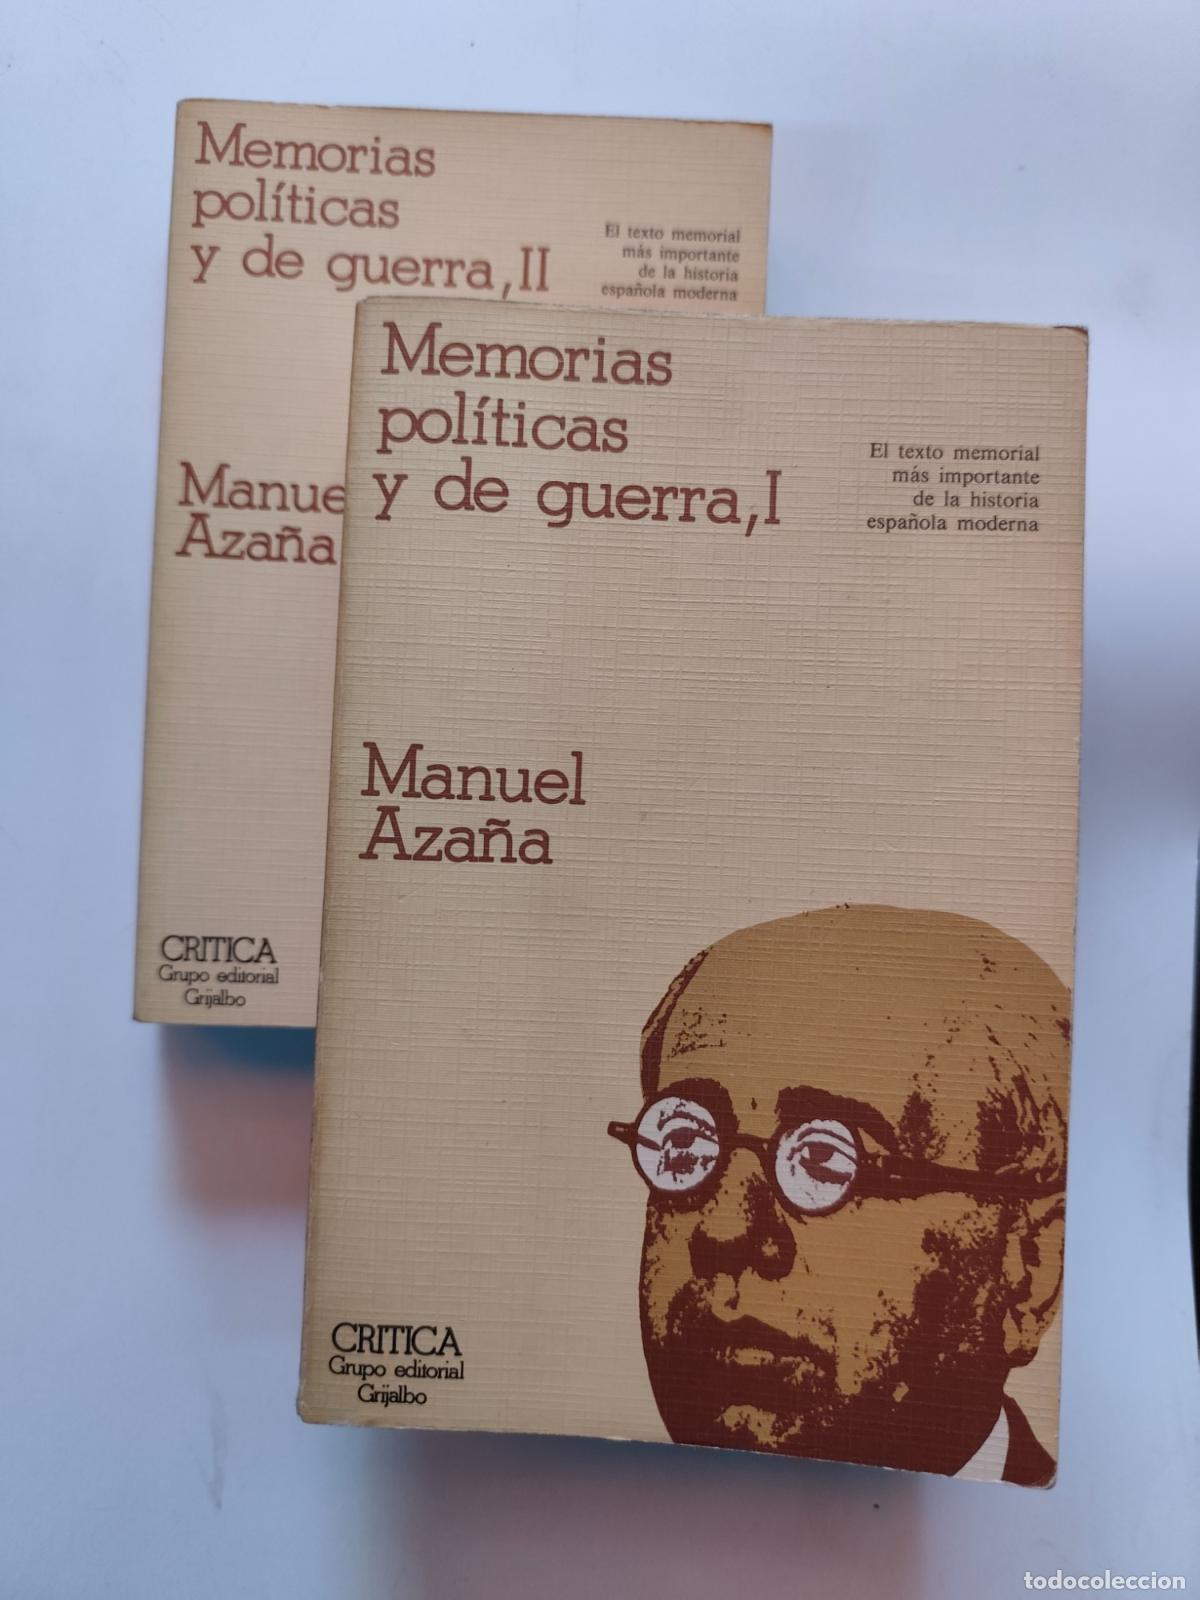 Memorias
políticas
y de guerra, II
El texto memorial
más importante
de la historia
española moderna
Manue
Azaña
CRITICA
Grupo editorial
Grijalbo
Memorias
políticas
y de guerra, I
El texto memorial
más importante
de la historia
española moderna
Manuel
Azaña
CRITICA
Grupo editorial
Grijalbo
todocoleccion